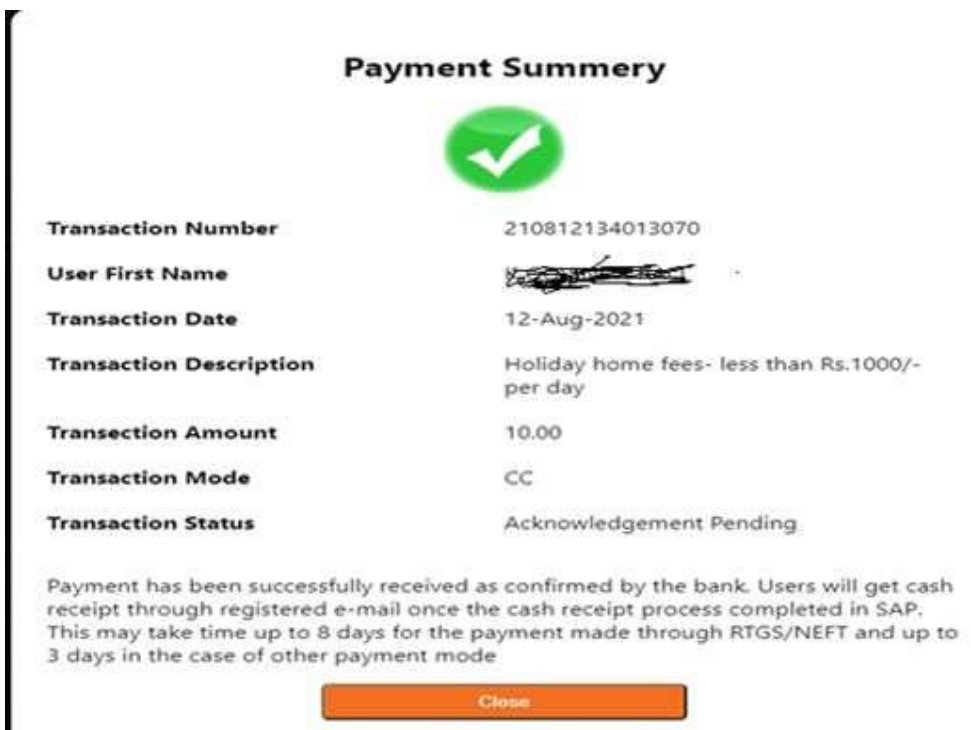 Payment Summery
Transaction Number 210812134013070
User First Name
Transaction Date 12-Aug-2021
Transaction Description Holiday home fees- less than Rs.1000/-
per day
Transection Amount 10.00
Transaction Mode CC
Transaction Status Acknowledgement Pending
Payment has been successfully received as confirmed by the bank. Users will get cash
receipt through registered e-mail once the cash receipt process completed in SAP.
This may take time up to 8 days for the payment made through RTGS/NEFT and up to
3 days in the case of other payment mode
Close